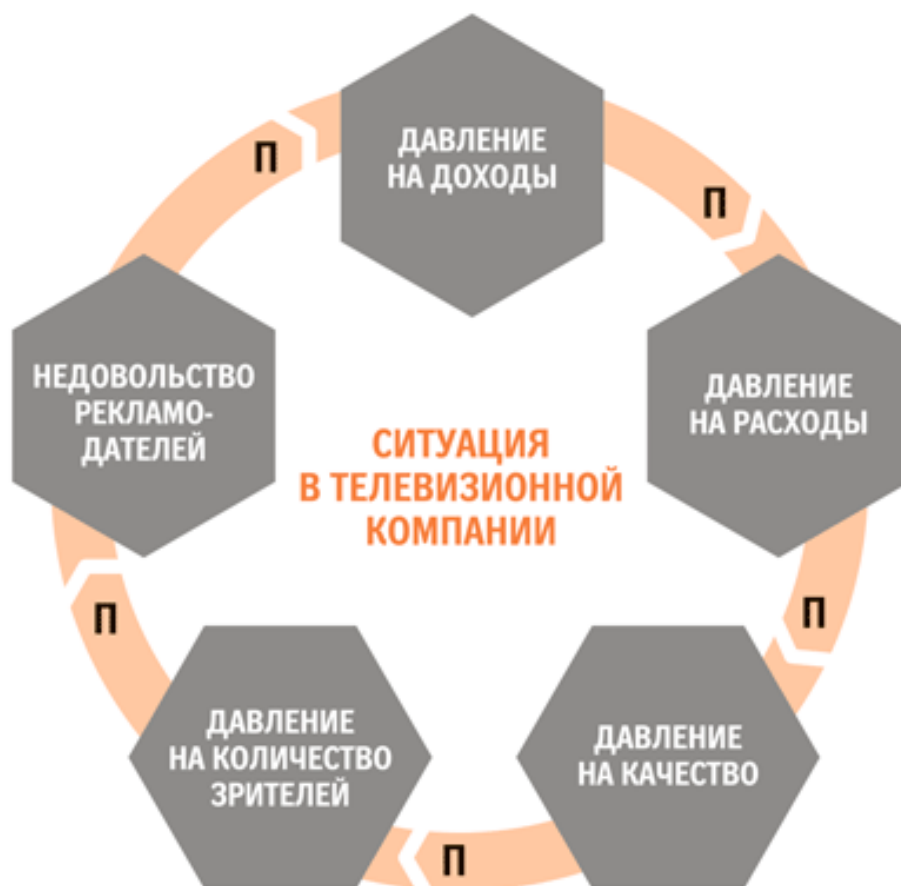 ДАВЛЕНИЕ
НА ДОХОДЫ
П
П
НЕДОВОЛЬСТВО
РЕКЛАМО-
ДАТЕЛЕЙ
ДАВЛЕНИЕ
НА РАСХОДЫ
СИТУАЦИЯ
В ТЕЛЕВИЗИОННОЙ
КОМПАНИИ
П
П
ДАВЛЕНИЕ
НА КОЛИЧЕСТВО
ЗРИТЕЛЕЙ
ДАВЛЕНИЕ
НА КАЧЕСТВО
П